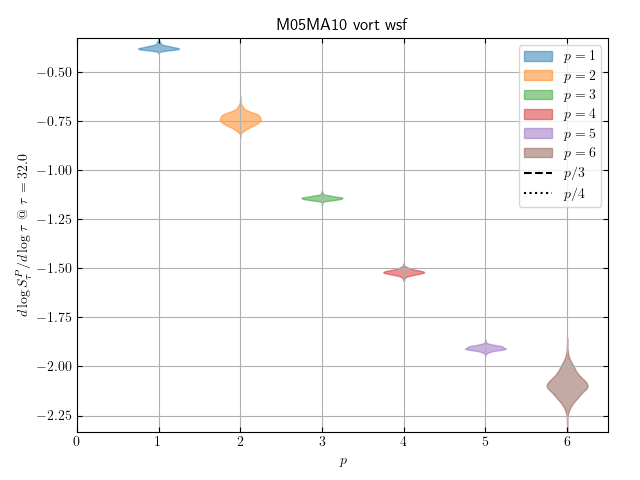 M05MA10 vort wsf
d log S_τ^P / d log τ @ τ = 32.0
−0.50
−0.75
−1.00
−1.25
−1.50
−1.75
−2.00
−2.25
p = 1
p = 2
p = 3
p = 4
p = 5
p = 6
p/3
p/4
0 1 2 3 4 5 6
p